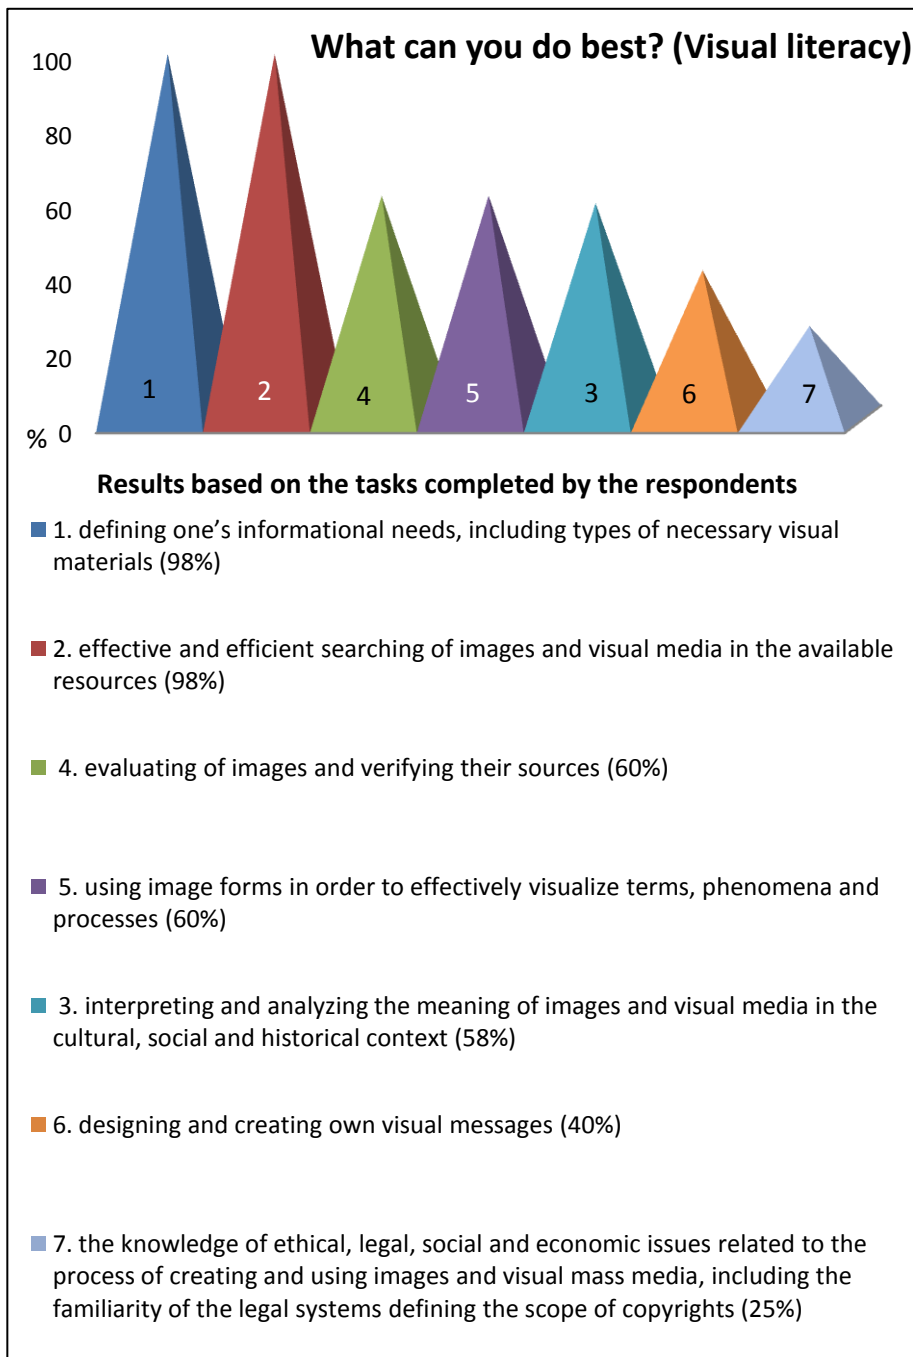 What can you do best? (Visual literacy)
100
80
60
40
20
% 0
1
2
4
5
3
6
7
Results based on the tasks completed by the respondents
1. defining one’s informational needs, including types of necessary visual
materials (98%)
2. effective and efficient searching of images and visual media in the available
resources (98%)
4. evaluating of images and verifying their sources (60%)
5. using image forms in order to effectively visualize terms, phenomena and
processes (60%)
3. interpreting and analyzing the meaning of images and visual media in the
cultural, social and historical context (58%)
6. designing and creating own visual messages (40%)
7. the knowledge of ethical, legal, social and economic issues related to the
process of creating and using images and visual mass media, including the
familiarity of the legal systems defining the scope of copyrights (25%)